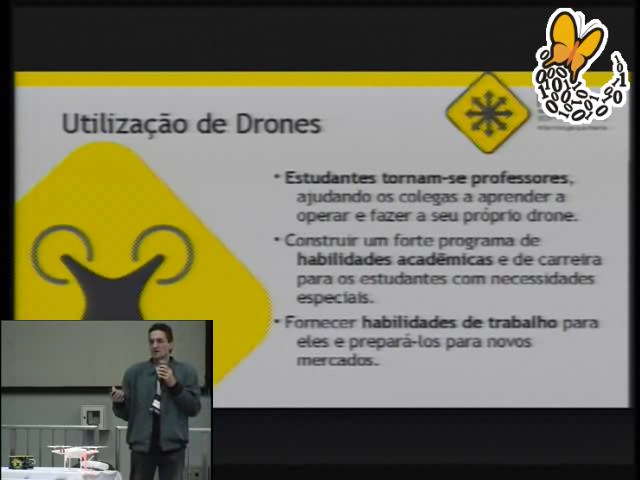 Utilização de Drones
• Estudantes tornam-se professores,
ajudando os colegas a aprender a
operar e fazer a seu próprio drone.
• Construir um forte programa de
habilidades acadêmicas e de carreira
para os estudantes com necessidades
especiais.
• Fornecer habilidades de trabalho para
eles e prepará-los para novos
mercados.